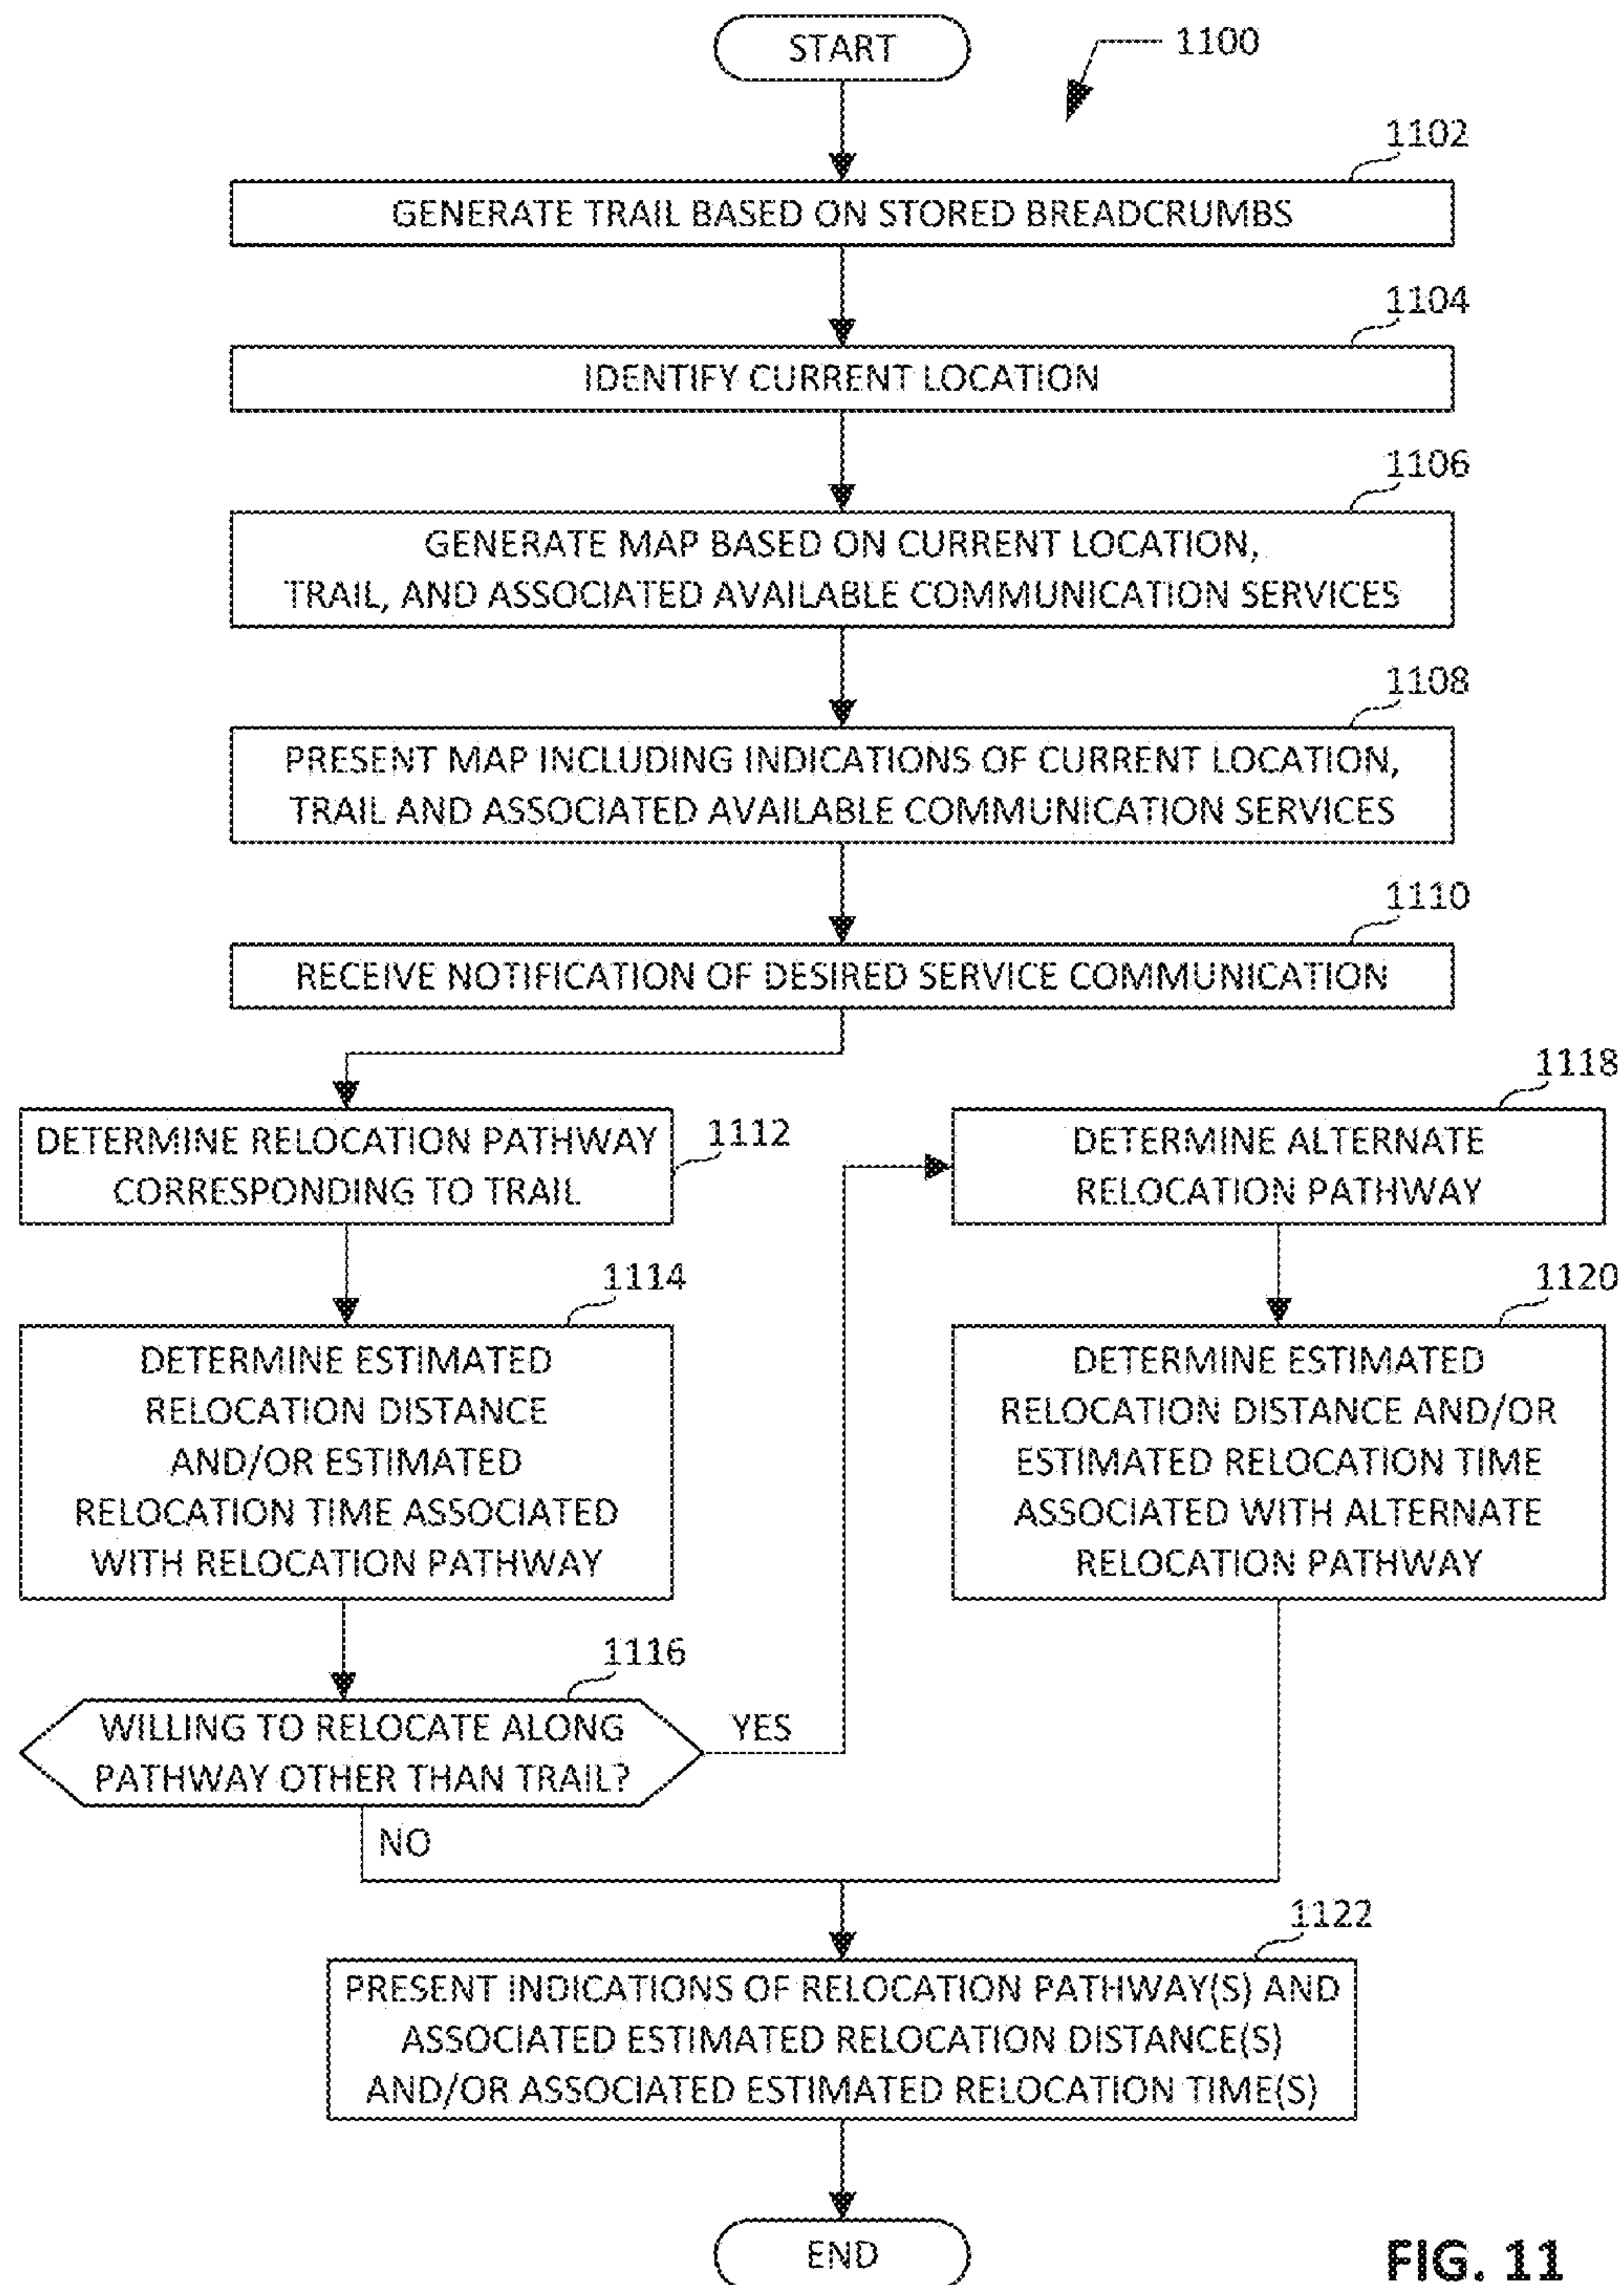 START
1100
1102
GENERATE TRAIL BASED ON STORED BREADCRUMBS
1104
IDENTIFY CURRENT LOCATION
1106
GENERATE MAP BASED ON CURRENT LOCATION,
TRAIL, AND ASSOCIATED AVAILABLE COMMUNICATION SERVICES
1108
PRESENT MAP INCLUDING INDICATIONS OF CURRENT LOCATION,
TRAIL AND ASSOCIATED AVAILABLE COMMUNICATION SERVICES
1110
RECEIVE NOTIFICATION OF DESIRED SERVICE COMMUNICATION
DETERMINE RELOCATION PATHWAY
CORRESPONDING TO TRAIL
1112
1114
DETERMINE ESTIMATED
RELOCATION DISTANCE
AND/OR ESTIMATED
RELOCATION TIME ASSOCIATED
WITH RELOCATION PATHWAY
1116
WILLING TO RELOCATE ALONG
PATHWAY OTHER THAN TRAIL?
YES
NO
1118
DETERMINE ALTERNATE
RELOCATION PATHWAY
1120
DETERMINE ESTIMATED
RELOCATION DISTANCE AND/OR
ESTIMATED RELOCATION TIME
ASSOCIATED WITH ALTERNATE
RELOCATION PATHWAY
1122
PRESENT INDICATIONS OF RELOCATION PATHWAY(S) AND
ASSOCIATED ESTIMATED RELOCATION DISTANCE(S)
AND/OR ASSOCIATED ESTIMATED RELOCATION TIME(S)
END
FIG. 11